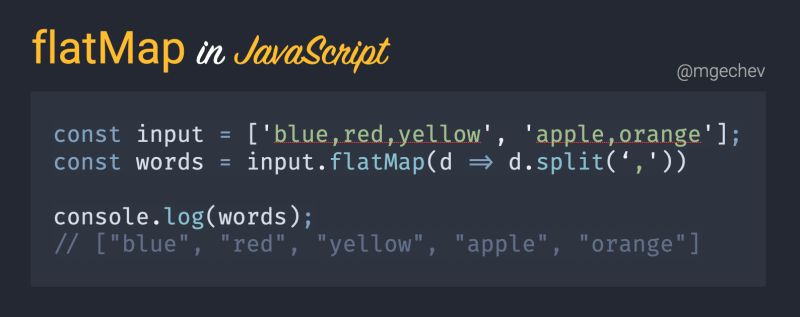 flatMap in JavaScript
@mgechev
const input = ['blue,red,yellow', 'apple,orange'];
const words = input.flatMap(d => d.split(‘,'))
console.log(words);
// ["blue", "red", "yellow", "apple", "orange"]